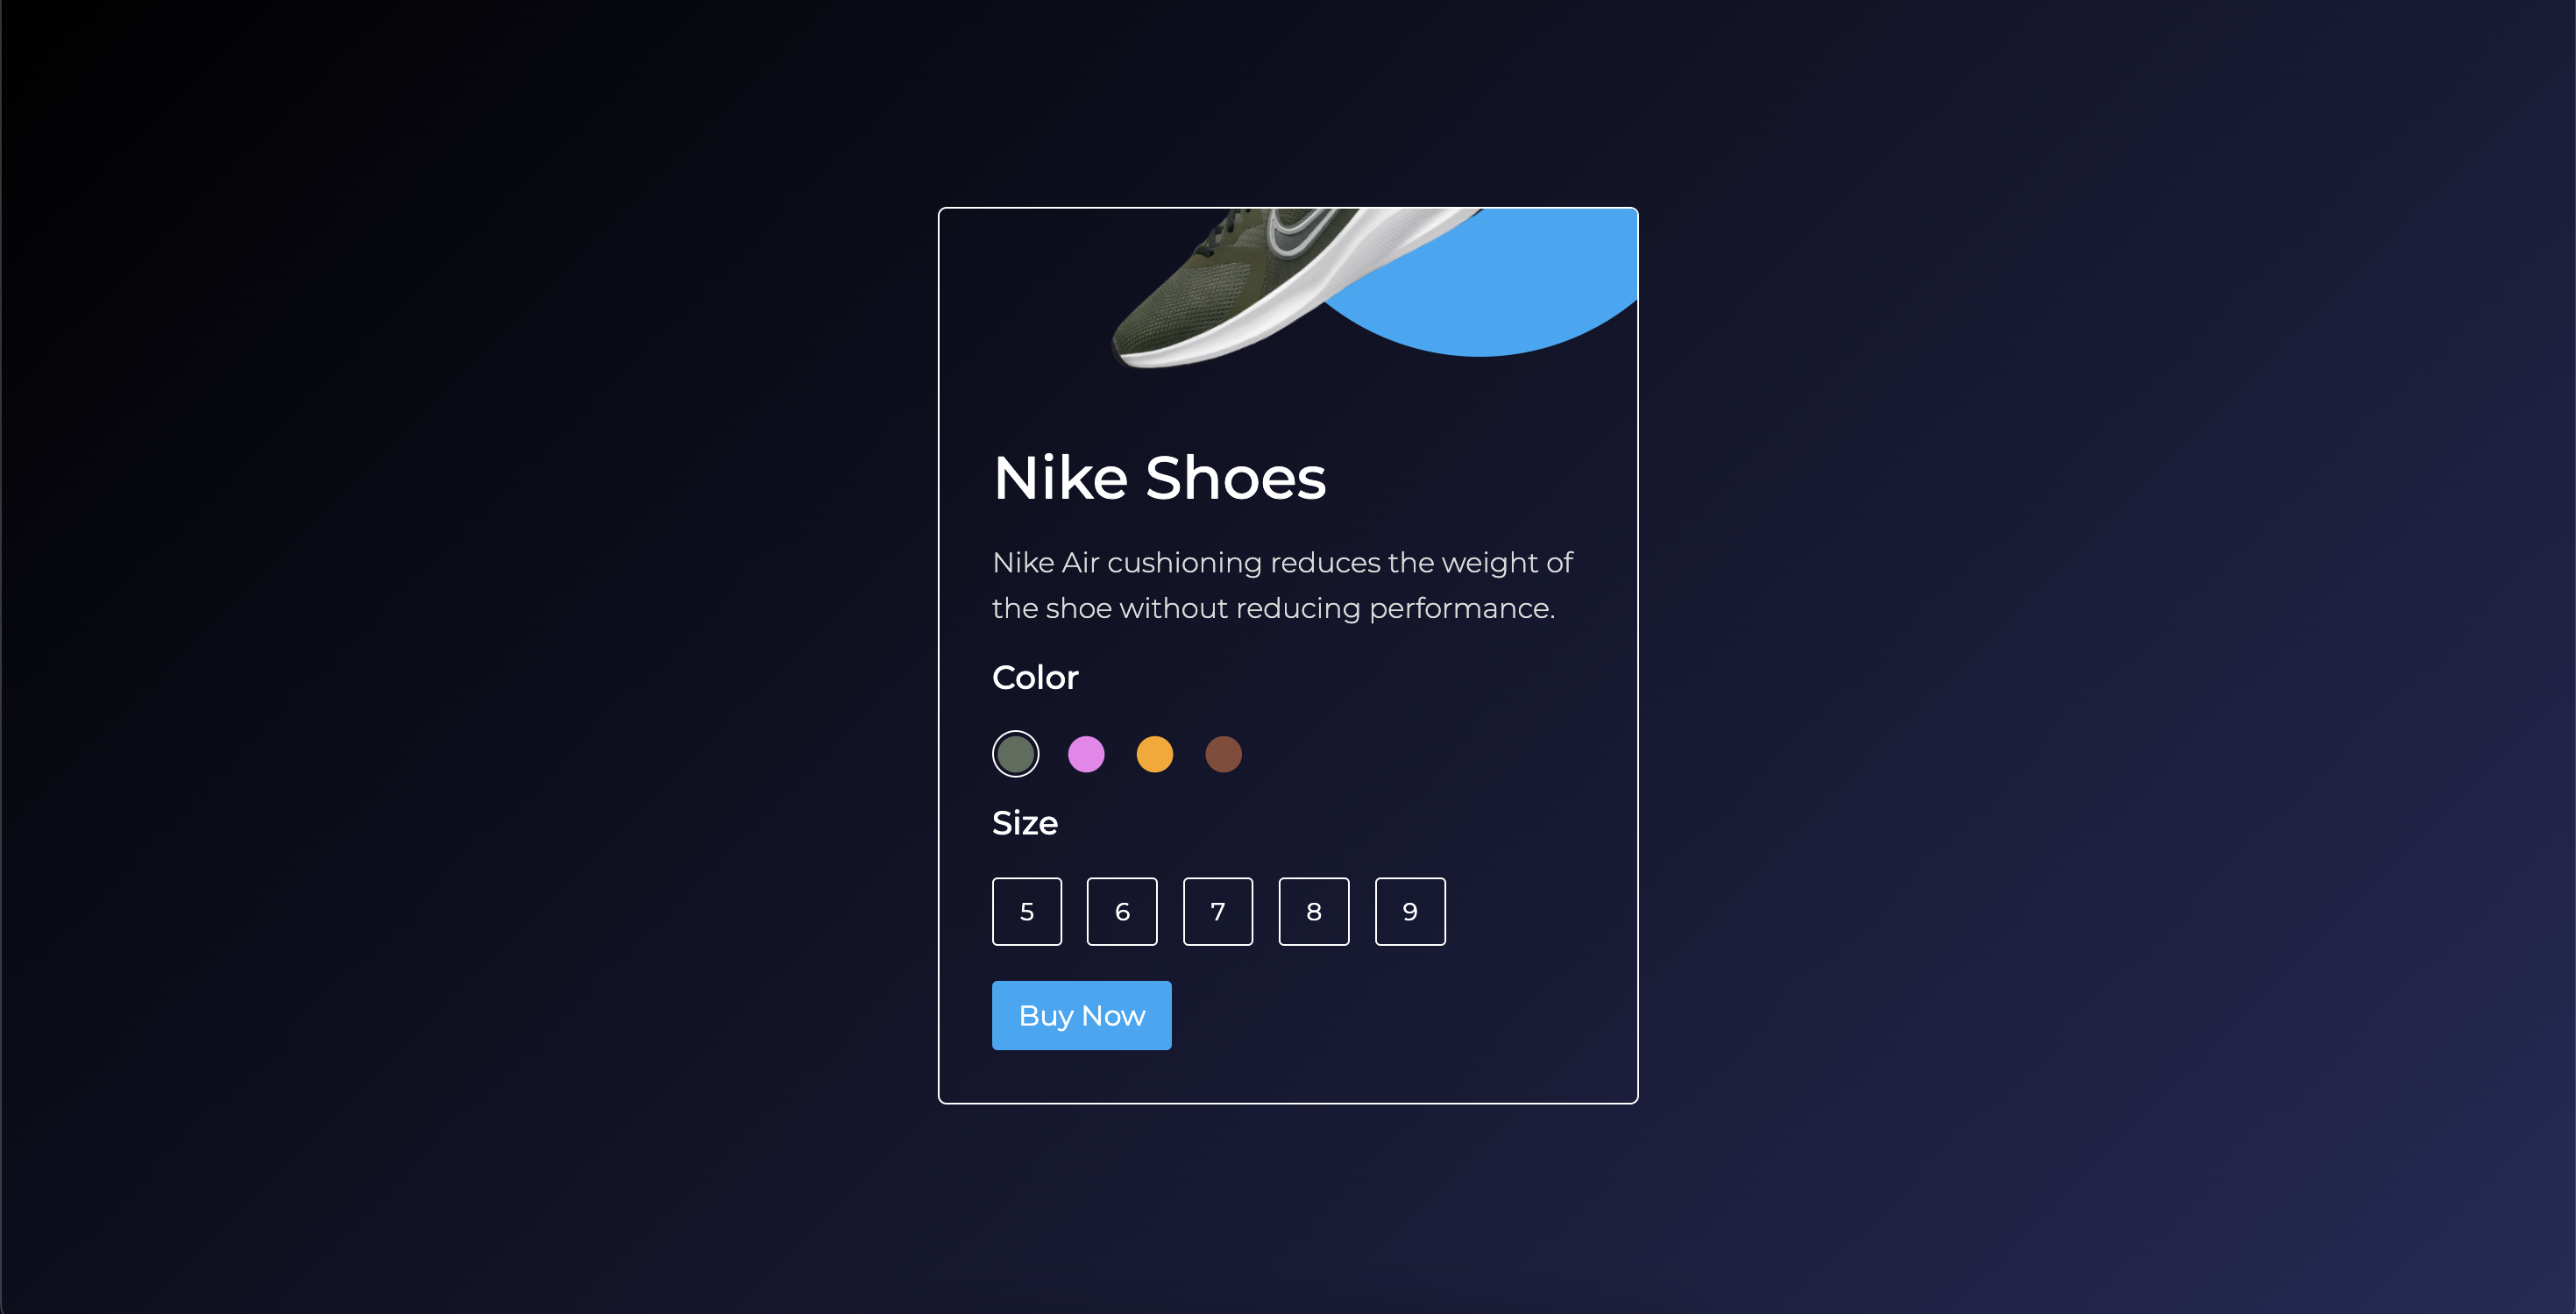 Nike Shoes
Nike Air cushioning reduces the weight of
the shoe without reducing performance.
Color
Size
5 6 7 8 9
Buy Now